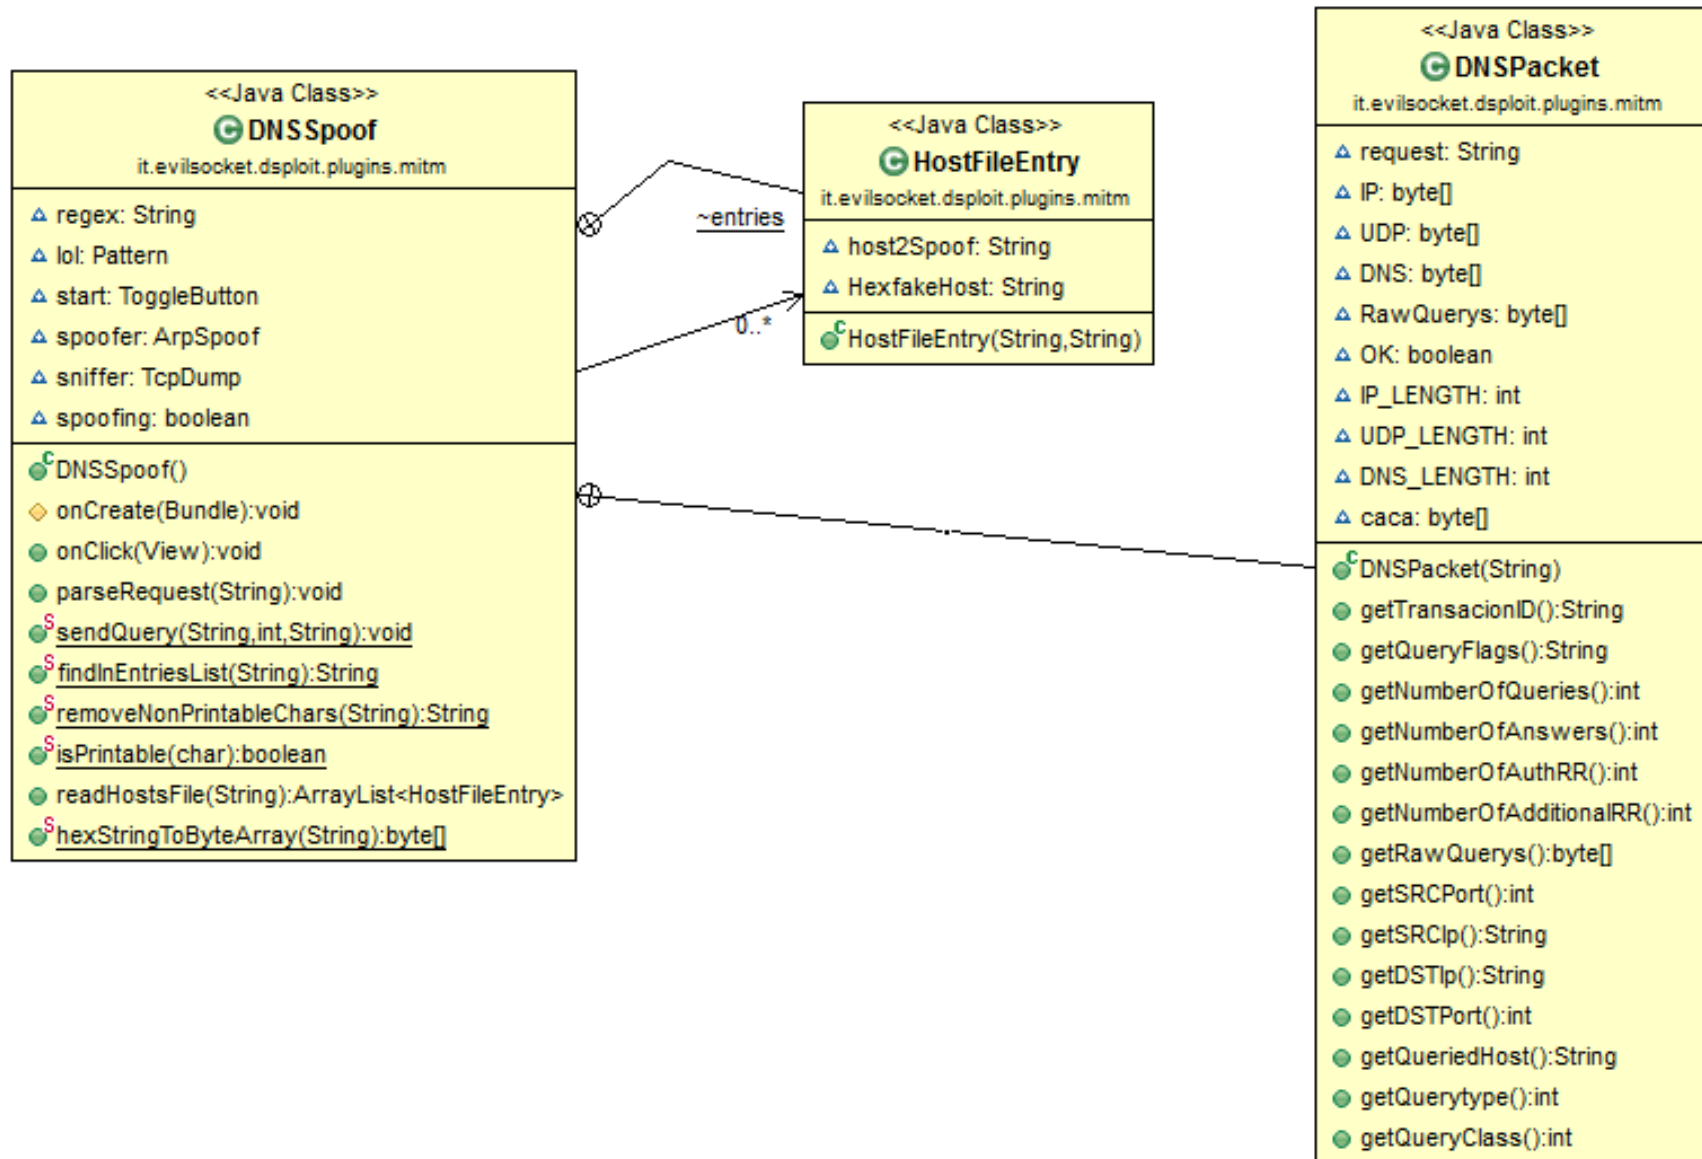 <<Java Class>>
DNSSpoof
it.evilsocket.dsploit.plugins.mitm
regex: String
lol: Pattern
start: ToggleButton
spoofer: ArpSpoof
sniffer: TcpDump
spoofing: boolean
DNSSpoof()
onCreate(Bundle):void
onClick(View):void
parseRequest(String):void
sendQuery(String,int,String):void
findInEntriesList(String):String
removeNonPrintableChars(String):String
isPrintable(char):boolean
readHostsFile(String):ArrayList<HostFileEntry>
hexStringToByteArray(String):byte[]
~entries
0..*
<<Java Class>>
HostFileEntry
it.evilsocket.dsploit.plugins.mitm
host2Spoof: String
HexfakeHost: String
HostFileEntry(String,String)
<<Java Class>>
DNSPacket
it.evilsocket.dsploit.plugins.mitm
request: String
IP: byte[]
UDP: byte[]
DNS: byte[]
RawQuerys: byte[]
OK: boolean
IP_LENGTH: int
UDP_LENGTH: int
DNS_LENGTH: int
caca: byte[]
DNSPacket(String)
getTransacionID():String
getQueryFlags():String
getNumberOfQueries():int
getNumberOfAnswers():int
getNumberOfAuthRR():int
getNumberOfAdditionalRR():int
getRawQuerys():byte[]
getSRCPort():int
getSRCIp():String
getDSTIp():String
getDSTPort():int
getQueriedHost():String
getQuerytype():int
getQueryClass():int